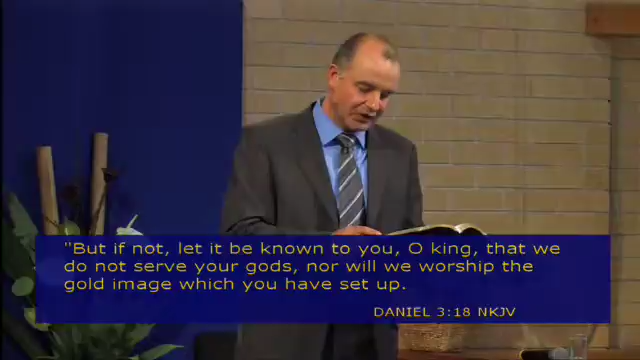 "But if not, let it be known to you, O king, that we
do not serve your gods, nor will we worship the
gold image which you have set up.
DANIEL 3:18 NKJV